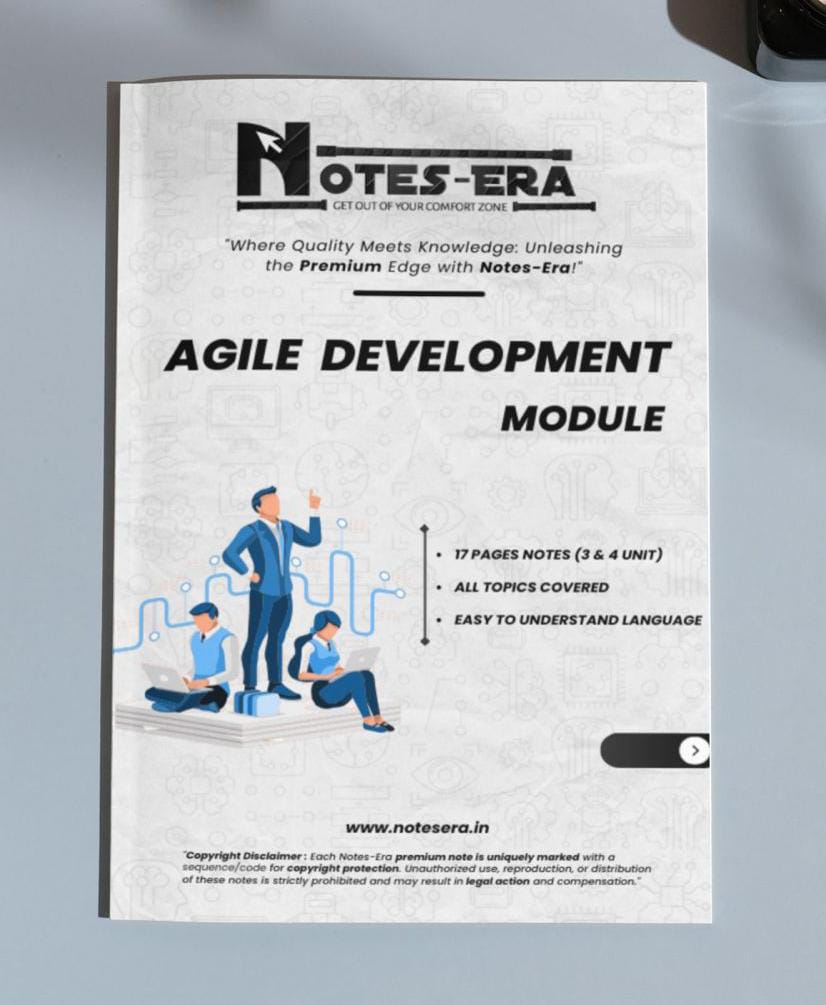 NOTES-ERA
GET OUT OF YOUR COMFORT ZONE
"Where Quality Meets Knowledge: Unleashing
the Premium Edge with Notes-Era!"
AGILE DEVELOPMENT
MODULE
• 17 PAGES NOTES (3 & 4 UNIT)
• ALL TOPICS COVERED
• EASY TO UNDERSTAND LANGUAGE
www.notesera.in
"Copyright Disclaimer : Each Notes-Era premium note is uniquely marked with a
sequence/code for copyright protection. Unauthorized use, reproduction, or distribution
of these notes is strictly prohibited and may result in legal action and compensation."